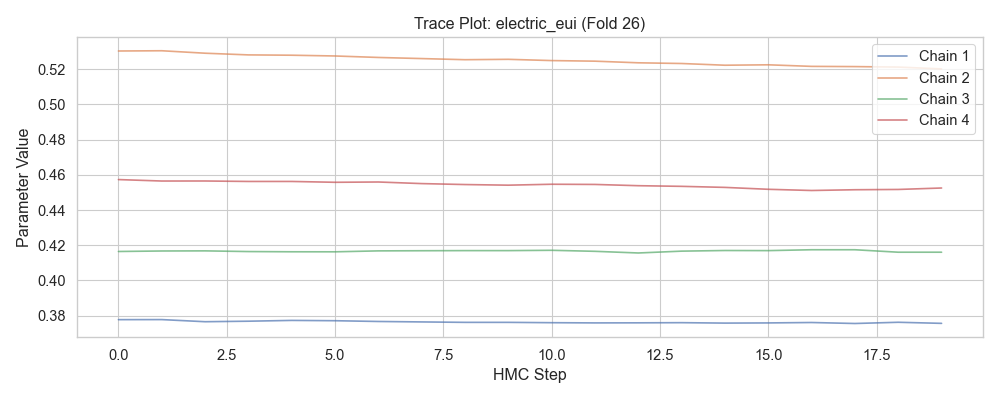 Trace Plot: electric_eui (Fold 26)
Parameter Value
0.52
0.50
0.48
0.46
0.44
0.42
0.40
0.38
Chain 1
Chain 2
Chain 3
Chain 4
0.0 2.5 5.0 7.5 10.0 12.5 15.0 17.5
HMC Step